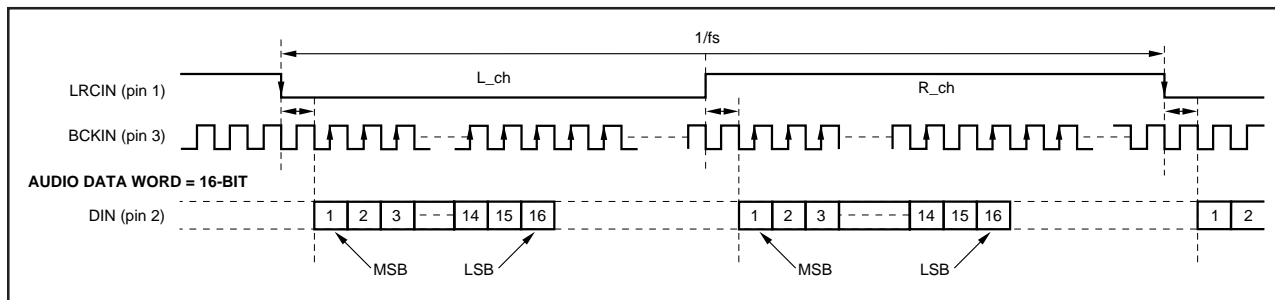 1/fs
LRCIN (pin 1)
L_ch
R_ch
BCKIN (pin 3)
AUDIO DATA WORD = 16-BIT
DIN (pin 2)
1 2 3 14 15 16 1 2 3 14 15 16 1 2
MSB LSB MSB LSB